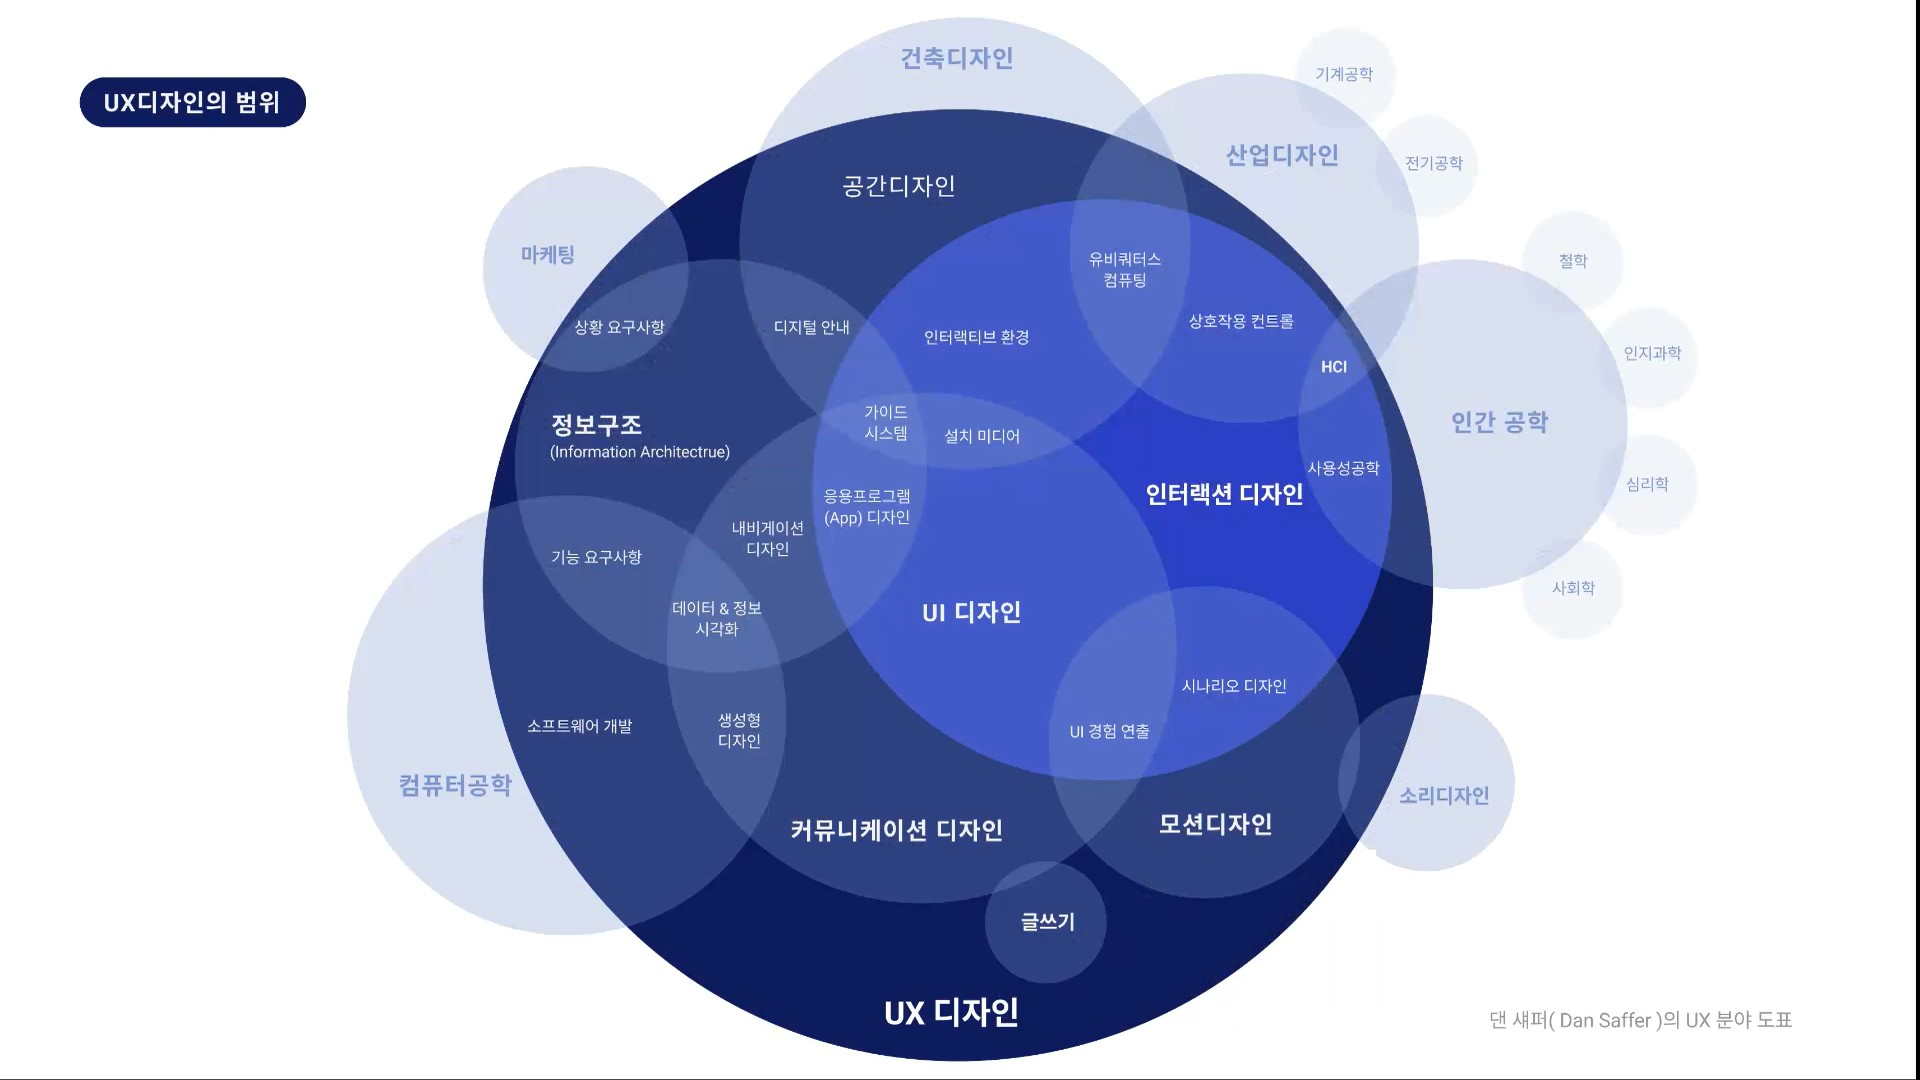 UX디자인의 범위
건축디자인
기계공학
산업디자인
전기공학
공간디자인
마케팅
유비쿼터스
컴퓨팅
철학
상황 요구사항
디지털 안내
인터랙티브 환경
상호작용 컨트롤
HCI
인지과학
정보구조
(Information Architectrue)
가이드
시스템
설치 미디어
인간 공학
사용성공학
심리학
인터랙션 디자인
응용프로그램
(App) 디자인
내비게이션
디자인
기능 요구사항
데이터 & 정보
시각화
UI 디자인
사회학
시나리오 디자인
소프트웨어 개발
생성형
디자인
UI 경험 연출
컴퓨터공학
소리디자인
커뮤니케이션 디자인
모션디자인
글쓰기
UX 디자인
댄 섀퍼( Dan Saffer )의 UX 분야 도표